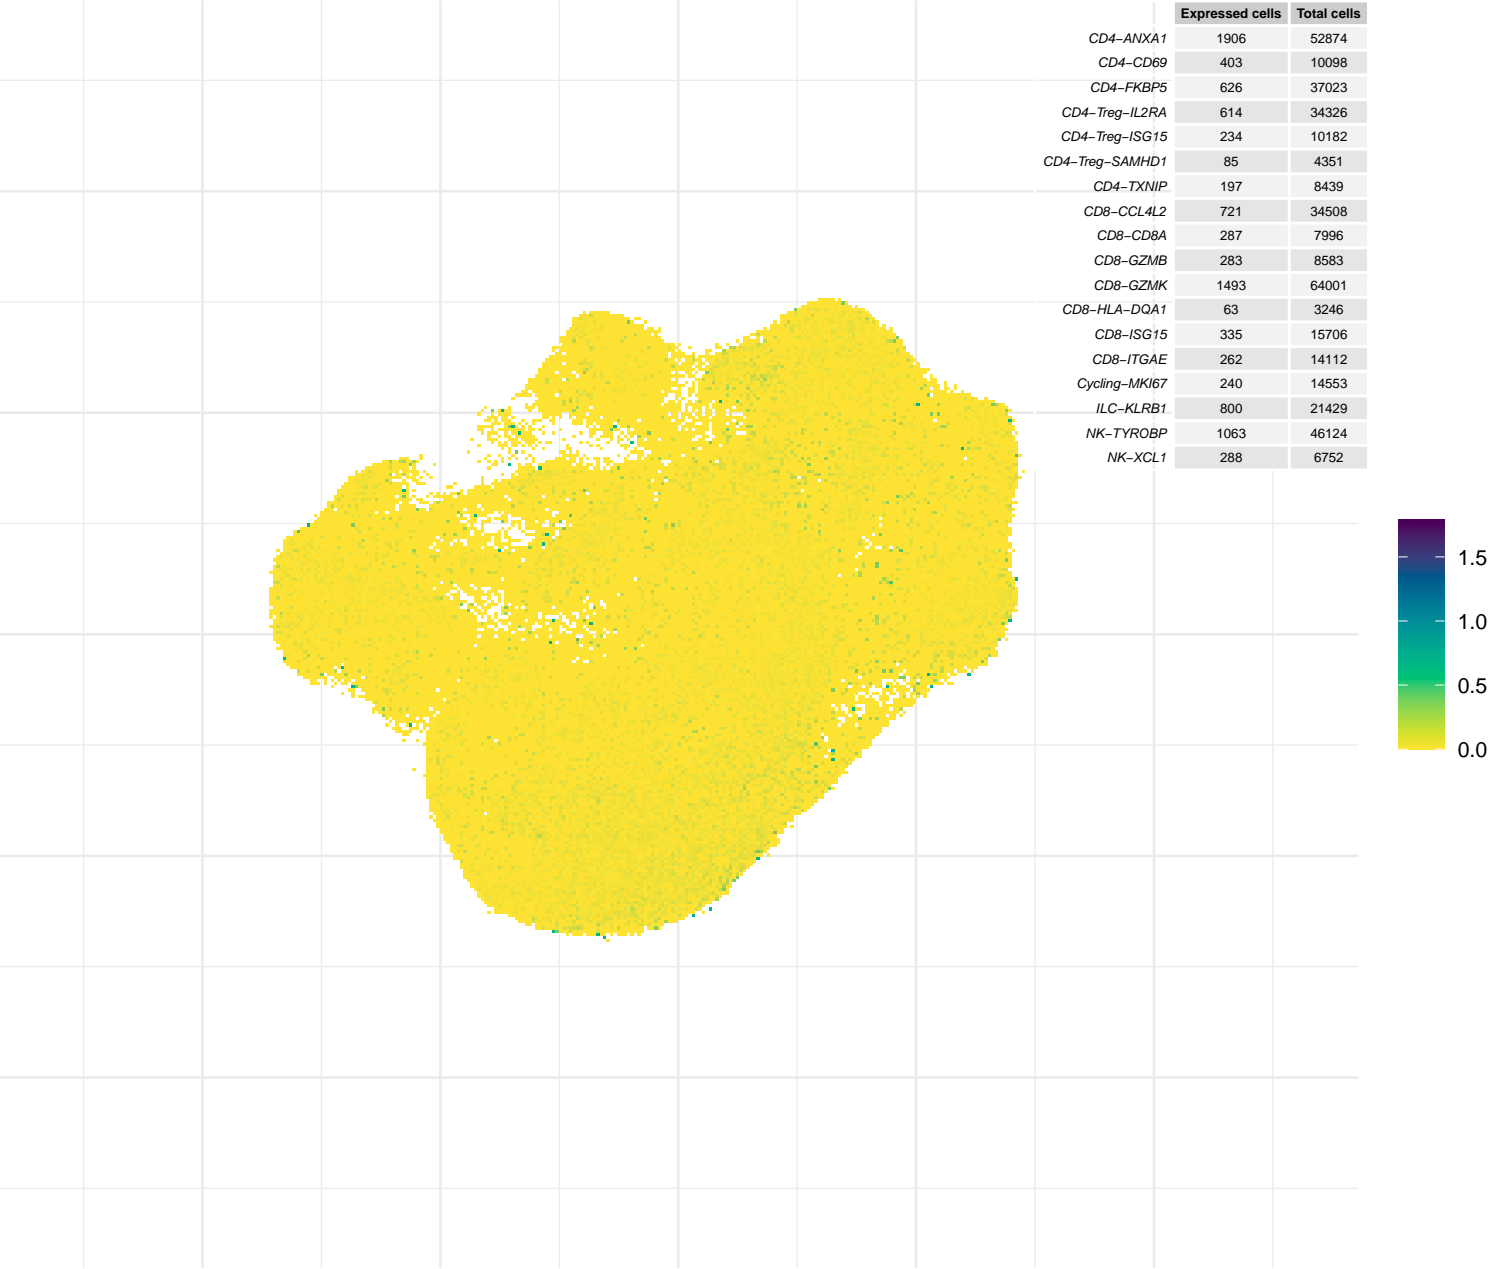 Expressed cells Total cells
CD4−ANXA1 1906 52874
CD4−CD69 403 10098
CD4−FKBP5 626 37023
CD4−Treg−IL2RA 614 34326
CD4−Treg−ISG15 234 10182
CD4−Treg−SAMHD1 85 4351
CD4−TXNIP 197 8439
CD8−CCL4L2 721 34508
CD8−CD8A 287 7996
CD8−GZMB 283 8583
CD8−GZMK 1493 64001
CD8−HLA−DQA1 63 3246
CD8−ISG15 335 15706
CD8−ITGAE 262 14112
Cycling−MKI67 240 14553
ILC−KLRB1 800 21429
NK−TYROBP 1063 46124
NK−XCL1 288 6752
1.5
1.0
0.5
0.0